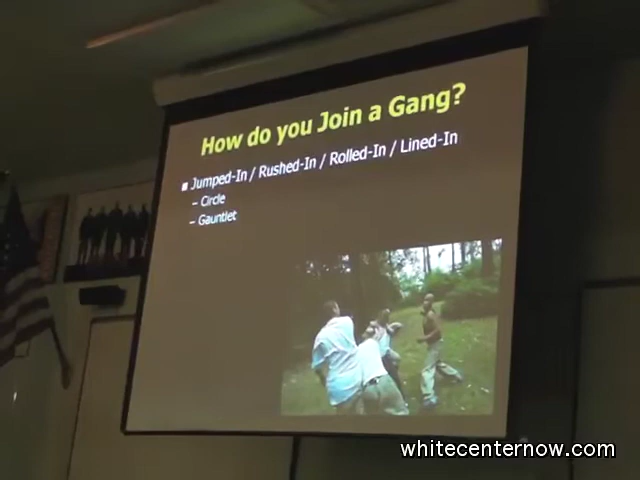 How do you Join a Gang?
■ Jumped-In / Rushed-In / Rolled-In / Lined-In
– Circle
– Gauntlet
whitecenternow.com